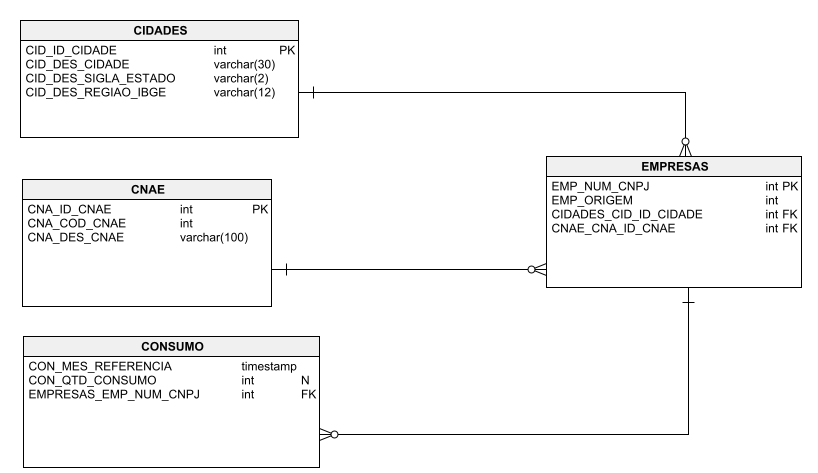 CIDADES
CID_ID_CIDADE int PK
CID_DES_CIDADE varchar(30)
CID_DES_SIGLA_ESTADO varchar(2)
CID_DES_REGIAO_IBGE varchar(12)
CNAE
CNA_ID_CNAE int PK
CNA_COD_CNAE int
CNA_DES_CNAE varchar(100)
EMPRESAS
EMP_NUM_CNPJ int PK
EMP_ORIGEM int
CIDADES_CID_ID_CIDADE int FK
CNAE_CNA_ID_CNAE int FK
CONSUMO
CON_MES_REFERENCIA timestamp
CON_QTD_CONSUMO int N
EMPRESAS_EMP_NUM_CNPJ int FK